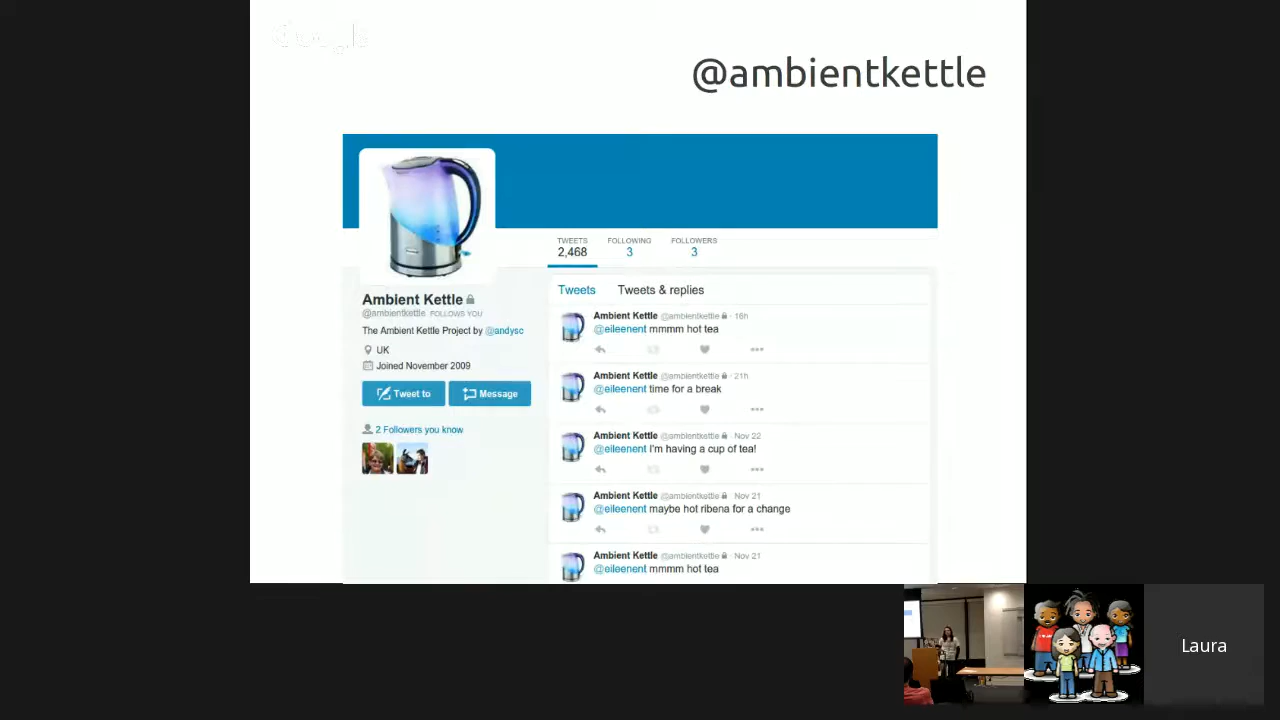 @ambientkettle
TWEETS FOLLOWING FOLLOWERS
2,468 3 3
Tweets Tweets & replies
Ambient Kettle
@ambientkettle FOLLOWS YOU
The Ambient Kettle Project by @andysc
UK
Joined November 2009
Tweet to Message
2 Followers you know
Ambient Kettle @ambientkettle · 16h
@eileenent mmmm hot tea
Ambient Kettle @ambientkettle · 21h
@eileenent time for a break
Ambient Kettle @ambientkettle · Nov 22
@eileenent I'm having a cup of tea!
Ambient Kettle @ambientkettle · Nov 21
@eileenent maybe hot ribena for a change
Ambient Kettle @ambientkettle · Nov 21
@eileenent mmmm hot tea
Laura